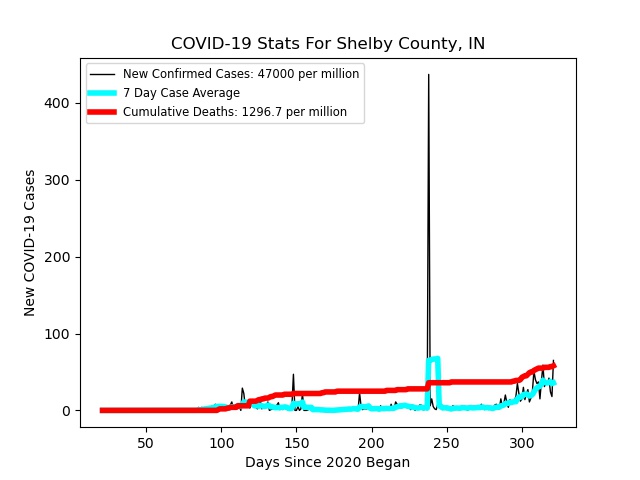 COVID-19 Stats For Shelby County, IN
New Confirmed Cases: 47000 per million
7 Day Case Average
Cumulative Deaths: 1296.7 per million
New COVID-19 Cases
400
300
200
100
0
50 100 150 200 250 300
Days Since 2020 Began